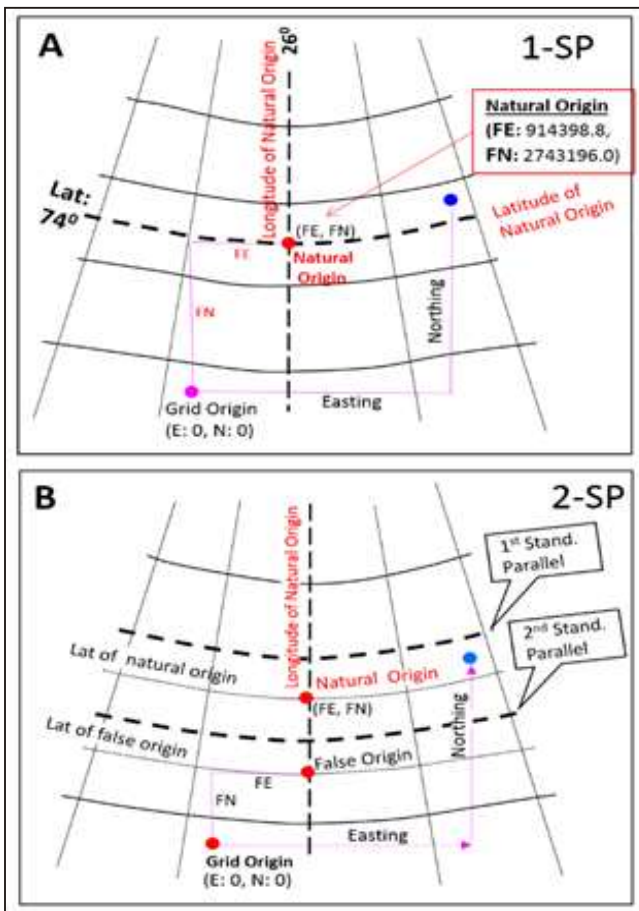 A
1-SP
26⁰
Longitude of Natural Origin
Natural Origin
(FE: 914398.8,
FN: 2743196.0)
Lat:
74⁰
Latitude of
Natural Origin
(FE, FN)
FE
Natural
Origin
FN
Northing
Grid Origin
(E: 0, N: 0)
Easting
B
2-SP
Longitude of Natural Origin
1st Stand.
Parallel
2nd Stand.
Parallel
Lat of natural origin
Natural Origin
(FE, FN)
Lat of false origin
False Origin
FE
FN
Northing
Easting
Grid Origin
(E: 0, N: 0)